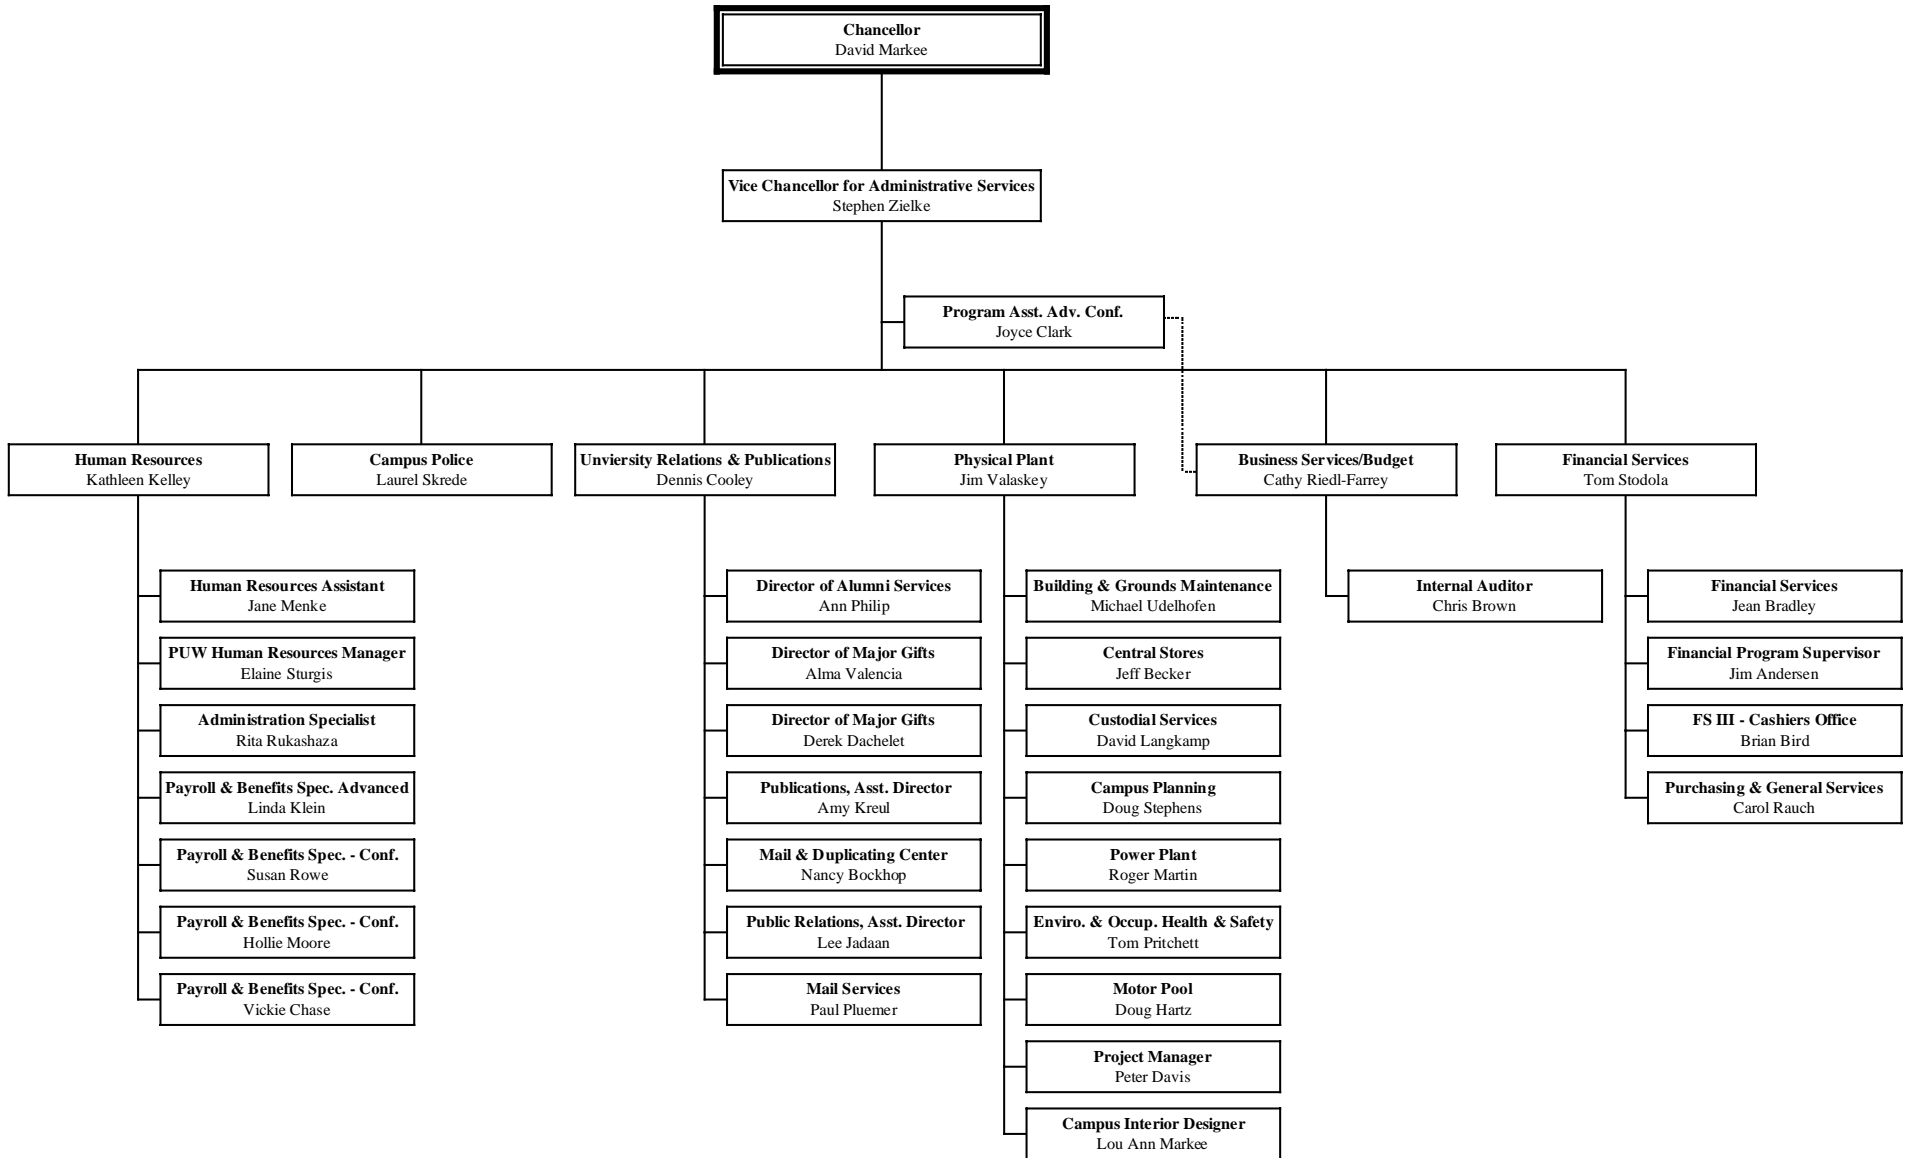 Chancellor
David Markee
Vice Chancellor for Administrative Services
Stephen Zielke
Program Asst. Adv. Conf.
Joyce Clark
Human Resources
Kathleen Kelley
Campus Police
Laurel Skrede
Unviersity Relations & Publications
Dennis Cooley
Physical Plant
Jim Valaskey
Business Services/Budget
Cathy Riedl-Farrey
Financial Services
Tom Stodola
Human Resources Assistant
Jane Menke
PUW Human Resources Manager
Elaine Sturgis
Administration Specialist
Rita Rukashaza
Payroll & Benefits Spec. Advanced
Linda Klein
Payroll & Benefits Spec. - Conf.
Susan Rowe
Payroll & Benefits Spec. - Conf.
Hollie Moore
Payroll & Benefits Spec. - Conf.
Vickie Chase
Director of Alumni Services
Ann Philip
Director of Major Gifts
Alma Valencia
Director of Major Gifts
Derek Dachelet
Publications, Asst. Director
Amy Kreul
Mail & Duplicating Center
Nancy Bockhop
Public Relations, Asst. Director
Lee Jadaan
Mail Services
Paul Pluemer
Building & Grounds Maintenance
Michael Udelhofen
Central Stores
Jeff Becker
Custodial Services
David Langkamp
Campus Planning
Doug Stephens
Power Plant
Roger Martin
Enviro. & Occup. Health & Safety
Tom Pritchett
Motor Pool
Doug Hartz
Project Manager
Peter Davis
Campus Interior Designer
Lou Ann Markee
Internal Auditor
Chris Brown
Financial Services
Jean Bradley
Financial Program Supervisor
Jim Andersen
FS III - Cashiers Office
Brian Bird
Purchasing & General Services
Carol Rauch